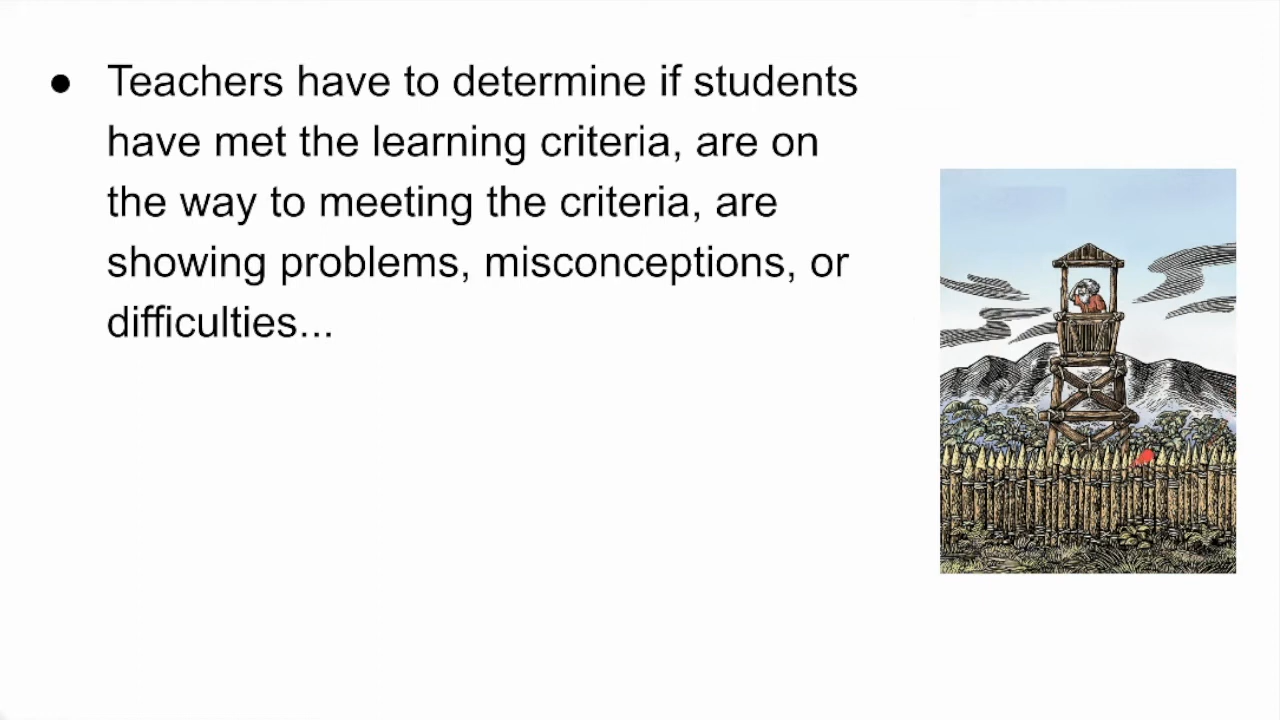 ● Teachers have to determine if students
have met the learning criteria, are on
the way to meeting the criteria, are
showing problems, misconceptions, or
difficulties...